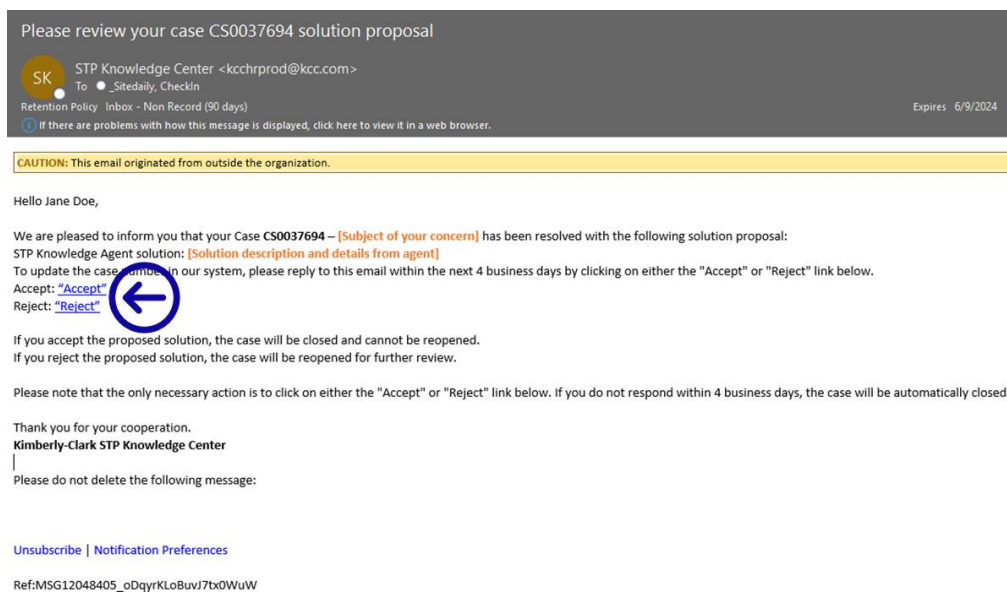 Please review your case CS0037694 solution proposal
SK
STP Knowledge Center <kcchrprod@kcc.com>
To _Sitedaily, CheckIn
Retention Policy Inbox - Non Record (90 days)
Expires 6/9/2024
If there are problems with how this message is displayed, click here to view it in a web browser.
CAUTION: This email originated from outside the organization.
Hello Jane Doe,
We are pleased to inform you that your Case CS0037694 – [Subject of your concern] has been resolved with the following solution proposal:
STP Knowledge Agent solution: [Solution description and details from agent]
To update the case number in our system, please reply to this email within the next 4 business days by clicking on either the "Accept" or "Reject" link below.
Accept: “Accept”
Reject: “Reject”
If you accept the proposed solution, the case will be closed and cannot be reopened.
If you reject the proposed solution, the case will be reopened for further review.
Please note that the only necessary action is to click on either the "Accept" or "Reject" link below. If you do not respond within 4 business days, the case will be automatically closed
Thank you for your cooperation.
Kimberly-Clark STP Knowledge Center
Please do not delete the following message:
Unsubscribe | Notification Preferences
Ref:MSG12048405_oDqyrKLoBuvJ7tx0WuW